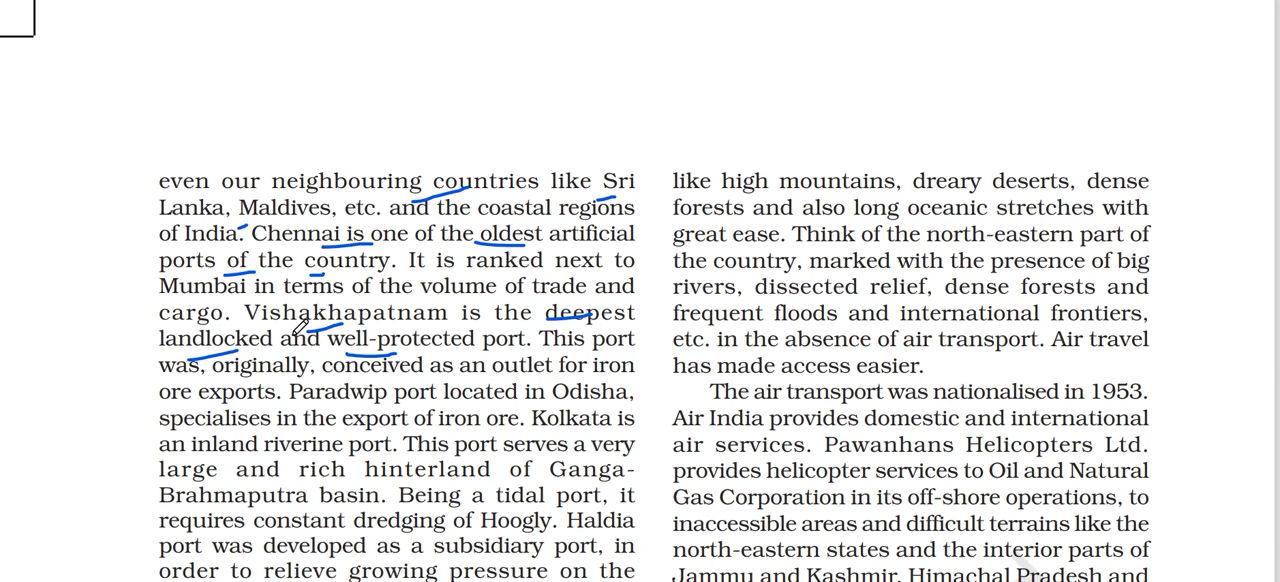 even our neighbouring countries like Sri
Lanka, Maldives, etc. and the coastal regions
of India. Chennai is one of the oldest artificial
ports of the country. It is ranked next to
Mumbai in terms of the volume of trade and
cargo. Vishakhapatnam is the deepest
landlocked and well-protected port. This port
was, originally, conceived as an outlet for iron
ore exports. Paradwip port located in Odisha,
specialises in the export of iron ore. Kolkata is
an inland riverine port. This port serves a very
large and rich hinterland of Ganga-
Brahmaputra basin. Being a tidal port, it
requires constant dredging of Hoogly. Haldia
port was developed as a subsidiary port, in
order to relieve growing pressure on the
like high mountains, dreary deserts, dense
forests and also long oceanic stretches with
great ease. Think of the north-eastern part of
the country, marked with the presence of big
rivers, dissected relief, dense forests and
frequent floods and international frontiers,
etc. in the absence of air transport. Air travel
has made access easier.
The air transport was nationalised in 1953.
Air India provides domestic and international
air services. Pawanhans Helicopters Ltd.
provides helicopter services to Oil and Natural
Gas Corporation in its off-shore operations, to
inaccessible areas and difficult terrains like the
north-eastern states and the interior parts of
Jammu and Kashmir, Himachal Pradesh and